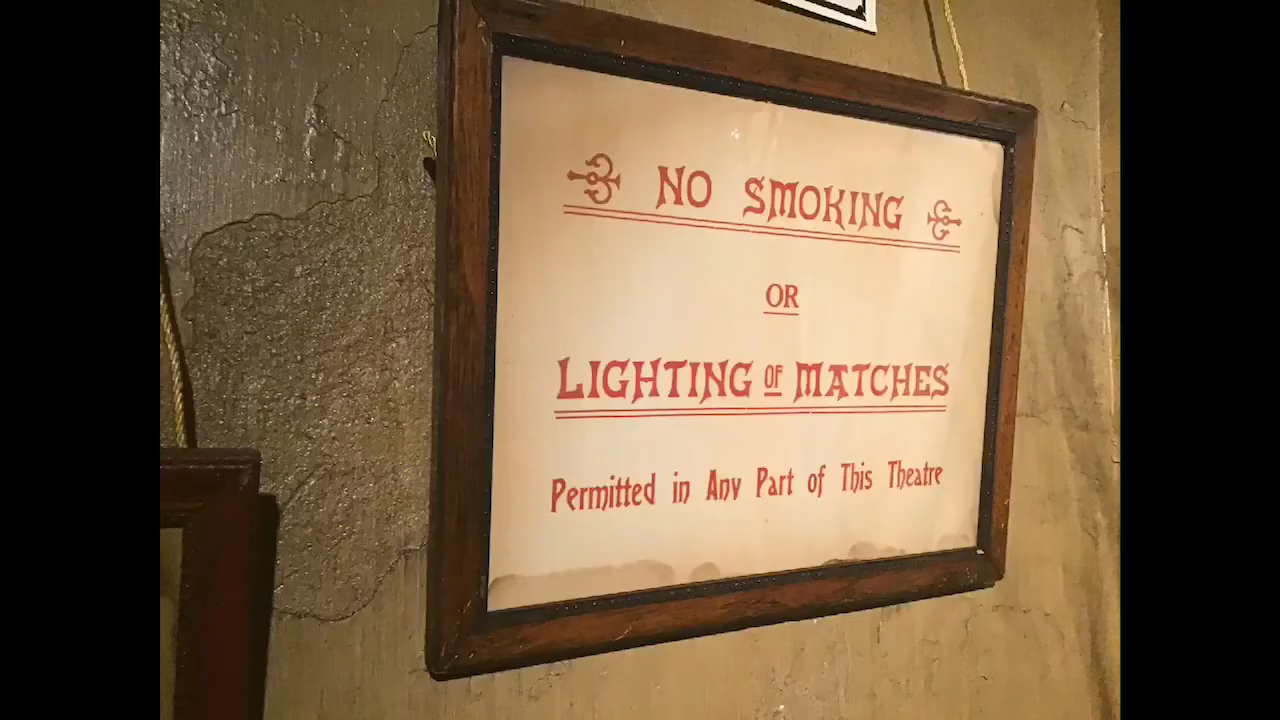 NO SMOKING
OR
LIGHTING OF MATCHES
Permitted in Any Part of This Theatre